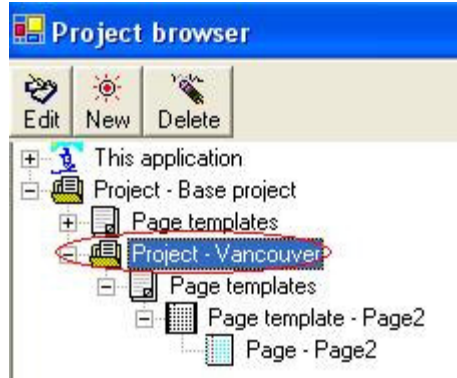 Project browser
Edit New Delete
This application
Project - Base project
Page templates
Project - Vancouver
Page templates
Page template - Page2
Page - Page2